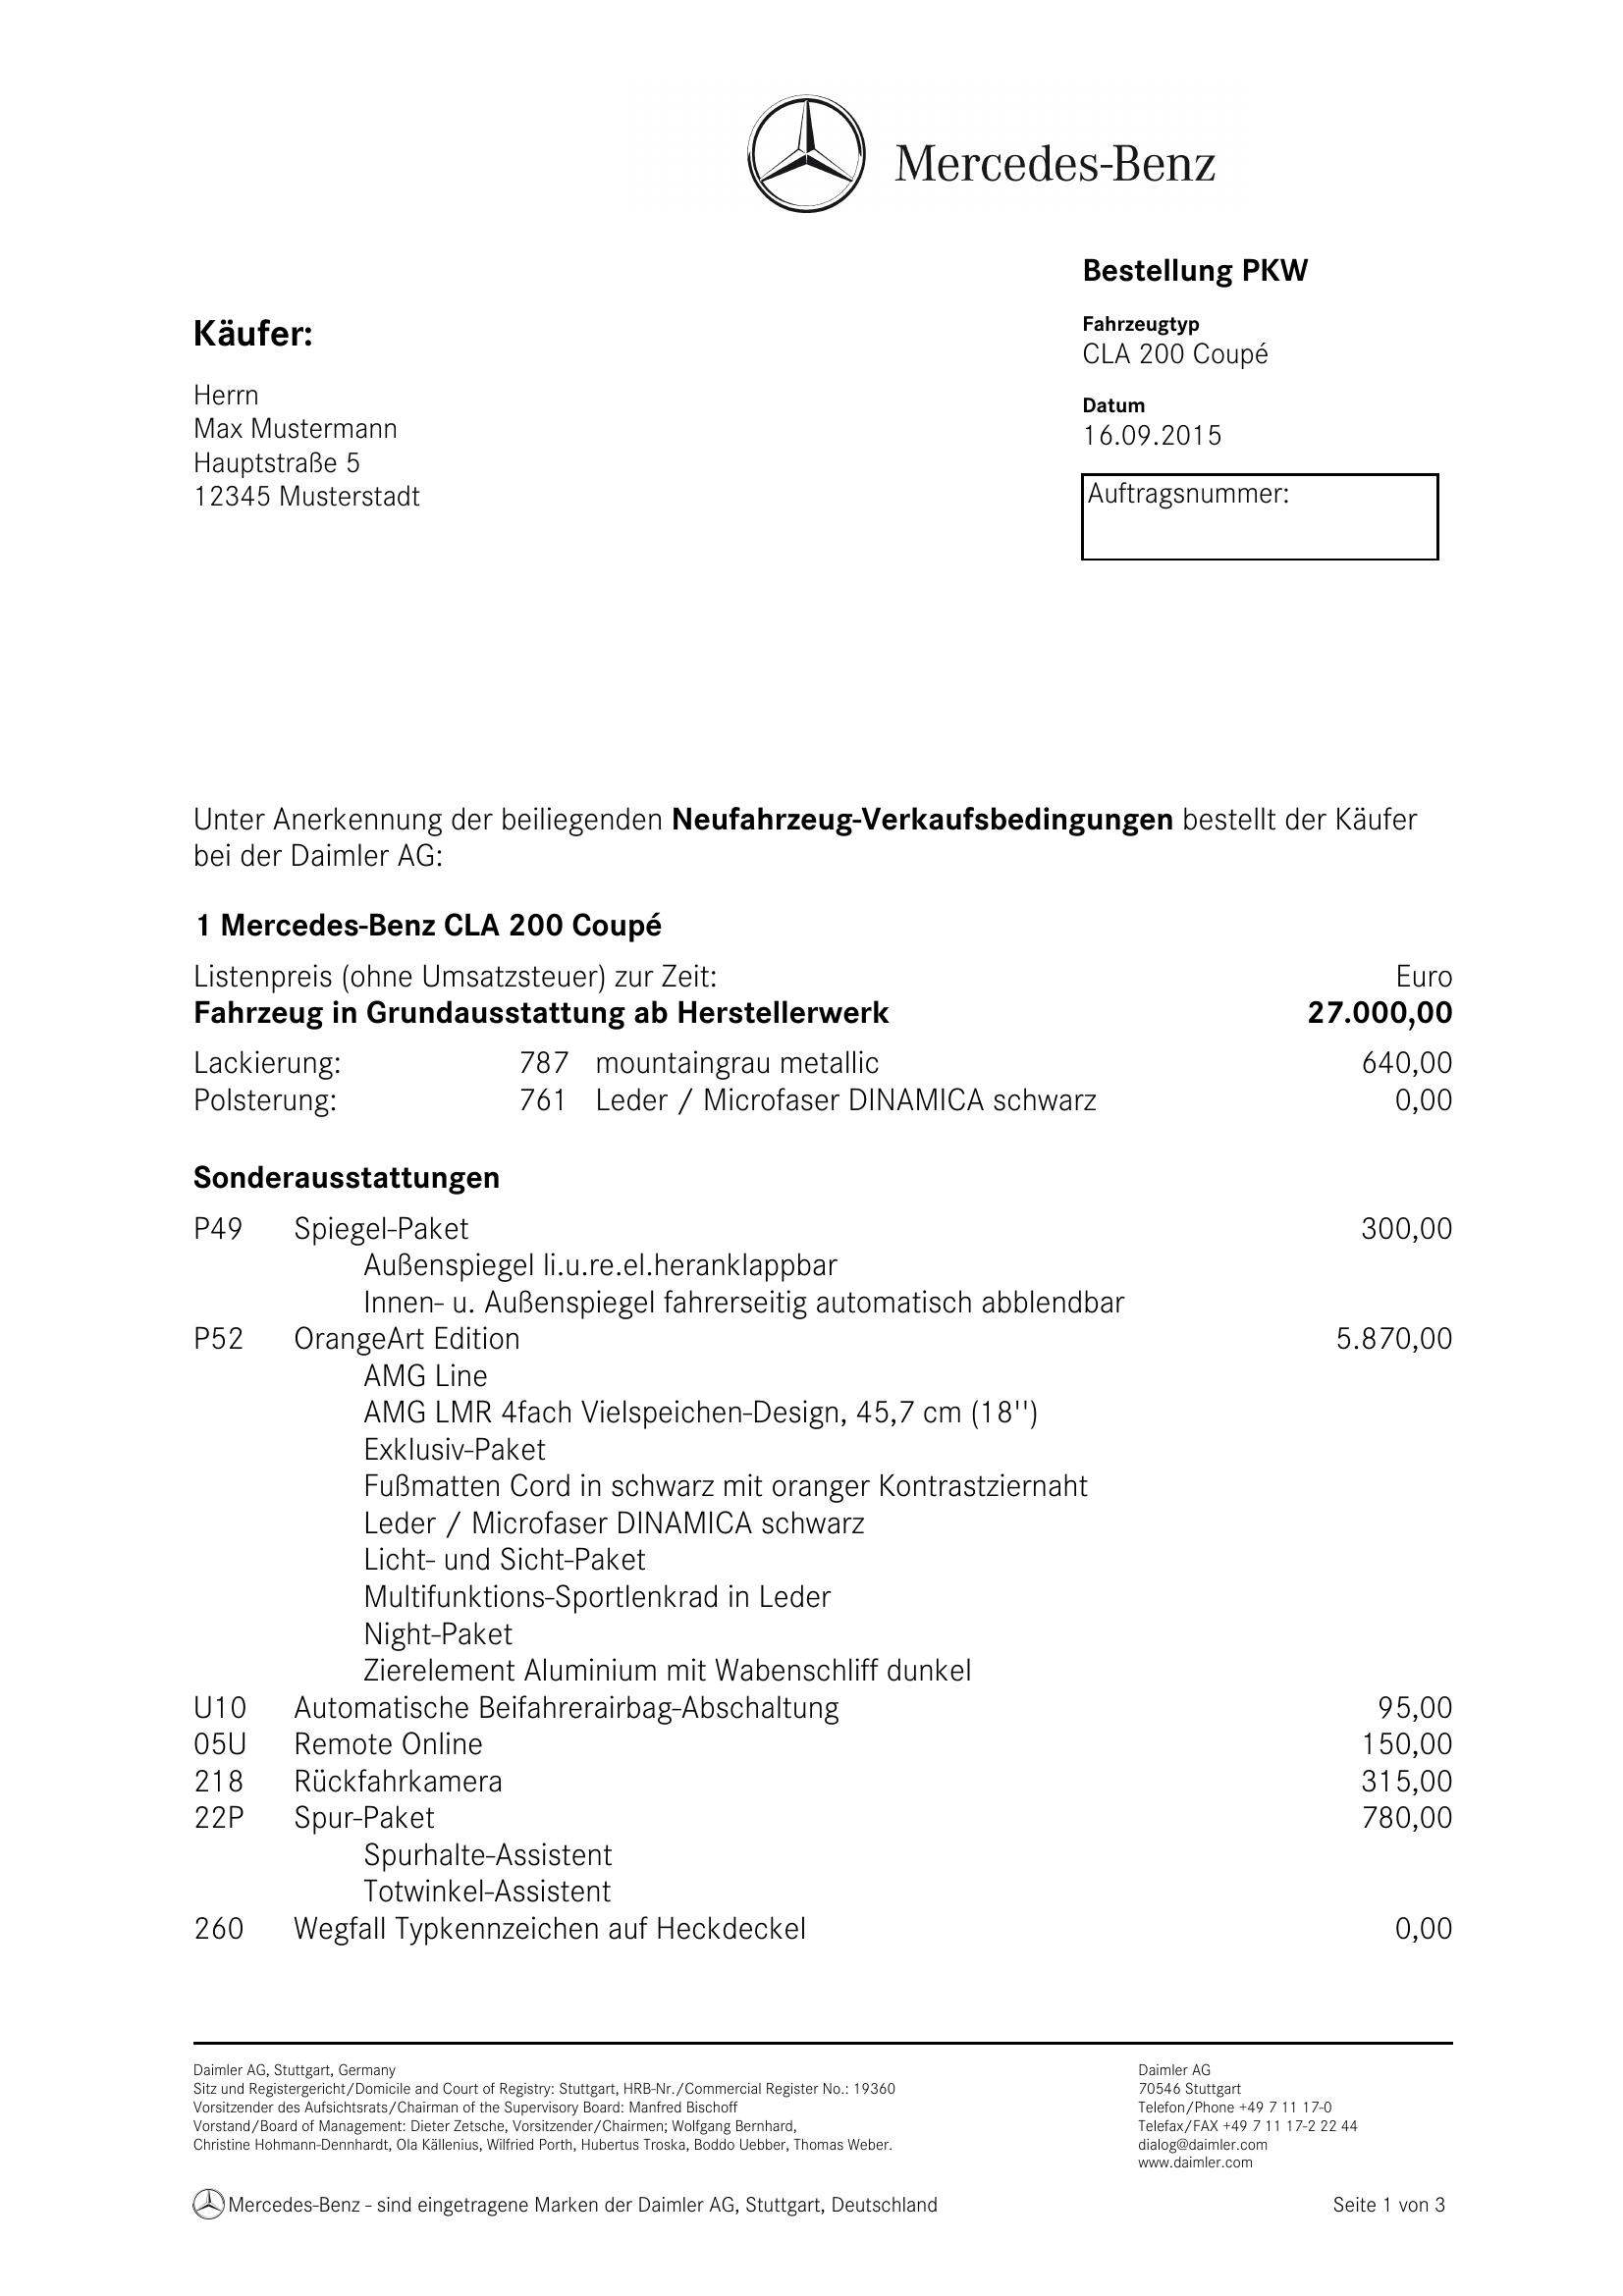 Mercedes-Benz
Bestellung PKW
Fahrzeugtyp
CLA 200 Coupé
Datum
16.09.2015
Auftragsnummer:
Käufer:
Herrn
Max Mustermann
Hauptstraße 5
12345 Musterstadt
Unter Anerkennung der beiliegenden Neufahrzeug-Verkaufsbedingungen bestellt der Käufer
bei der Daimler AG:
1 Mercedes-Benz CLA 200 Coupé
Listenpreis (ohne Umsatzsteuer) zur Zeit: Euro
Fahrzeug in Grundausstattung ab Herstellerwerk 27.000,00
Lackierung: 787 mountaingrau metallic 640,00
Polsterung: 761 Leder / Microfaser DINAMICA schwarz 0,00
Sonderausstattungen
P49 Spiegel-Paket 300,00
Außenspiegel li.u.re.el.heranklappbar
Innen- u. Außenspiegel fahrerseitig automatisch abblendbar
P52 OrangeArt Edition 5.870,00
AMG Line
AMG LMR 4fach Vielspeichen-Design, 45,7 cm (18'')
Exklusiv-Paket
Fußmatten Cord in schwarz mit oranger Kontrastziernaht
Leder / Microfaser DINAMICA schwarz
Licht- und Sicht-Paket
Multifunktions-Sportlenkrad in Leder
Night-Paket
Zierelement Aluminium mit Wabenschliff dunkel
U10 Automatische Beifahrerairbag-Abschaltung 95,00
05U Remote Online 150,00
218 Rückfahrkamera 315,00
22P Spur-Paket 780,00
Spurhalte-Assistent
Totwinkel-Assistent
260 Wegfall Typkennzeichen auf Heckdeckel 0,00
Daimler AG, Stuttgart, Germany
Sitz und Registergericht/Domicile and Court of Registry: Stuttgart, HRB-Nr./Commercial Register No.: 19360
Vorsitzender des Aufsichtsrats/Chairman of the Supervisory Board: Manfred Bischoff
Vorstand/Board of Management: Dieter Zetsche, Vorsitzender/Chairmen; Wolfgang Bernhard,
Christine Hohmann-Dennhardt, Ola Källenius, Wilfried Porth, Hubertus Troska, Boddo Uebber, Thomas Weber.
Daimler AG
70546 Stuttgart
Telefon/Phone +49 7 11 17-0
Telefax/FAX +49 7 11 17-2 22 44
dialog@daimler.com
www.daimler.com
Mercedes-Benz - sind eingetragene Marken der Daimler AG, Stuttgart, Deutschland
Seite 1 von 3